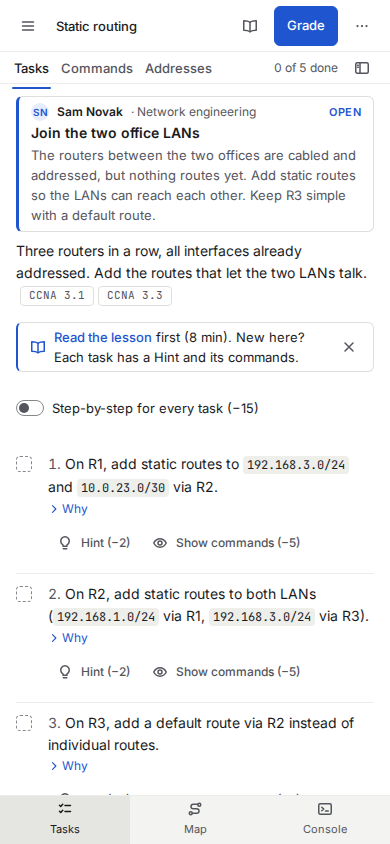 Static routing
Grade
Tasks Commands Addresses 0 of 5 done
SN Sam Novak · Network engineering OPEN
Join the two office LANs
The routers between the two offices are cabled and
addressed, but nothing routes yet. Add static routes
so the LANs can reach each other. Keep R3 simple
with a default route.
Three routers in a row, all interfaces already
addressed. Add the routes that let the two LANs talk.
CCNA 3.1 CCNA 3.3
Read the lesson first (8 min). New here?
Each task has a Hint and its commands.
Step-by-step for every task (−15)
1. On R1, add static routes to 192.168.3.0/24
and 10.0.23.0/30 via R2.
Why
Hint (−2) Show commands (−5)
2. On R2, add static routes to both LANs
(192.168.1.0/24 via R1, 192.168.3.0/24 via R3).
Why
Hint (−2) Show commands (−5)
3. On R3, add a default route via R2 instead of
individual routes.
Why
Tasks Map Console